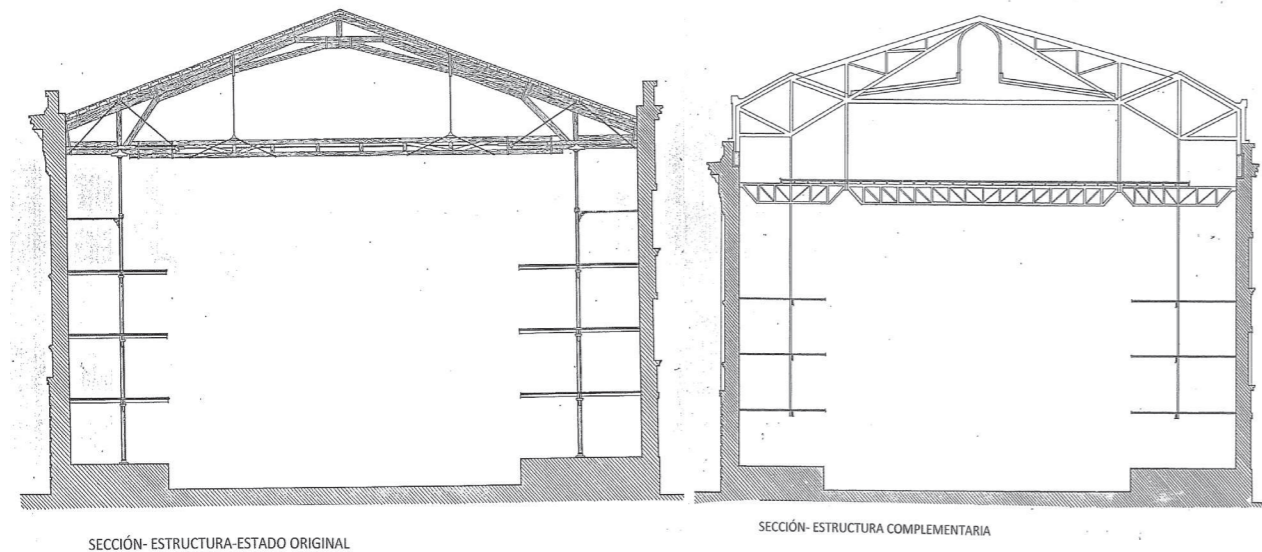 SECCIÓN- ESTRUCTURA-ESTADO ORIGINAL
SECCIÓN- ESTRUCTURA COMPLEMENTARIA